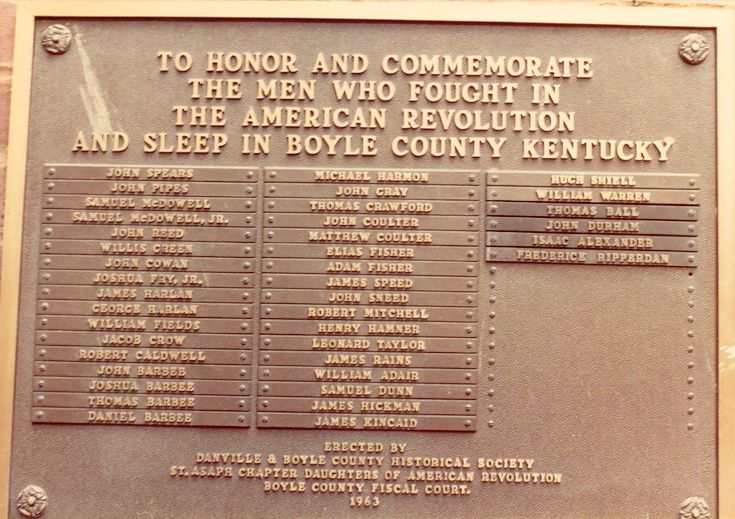 TO HONOR AND COMMEMORATE
THE MEN WHO FOUGHT IN
THE AMERICAN REVOLUTION
AND SLEEP IN BOYLE COUNTY KENTUCKY
JOHN SPEARS
JOHN PIPES
SAMUEL McDOWELL
SAMUEL McDOWELL, JR.
JOHN REED
WILLIS GREEN
JOHN COWAN
JOSHUA FRY, JR.
JAMES HARLAN
GEORGE HARLAN
WILLIAM FIELDS
JACOB CROW
ROBERT CALDWELL
JOHN BARBEE
JOSHUA BARBEE
THOMAS BARBEE
DANIEL BARBEE
MICHAEL HARMON
JOHN GRAY
THOMAS CRAWFORD
JOHN COULTER
MATTHEW COULTER
ELIAS FISHER
ADAM FISHER
JAMES SPEED
JOHN SNEED
ROBERT MITCHELL
HENRY HAMNER
LEONARD TAYLOR
JAMES RAINS
WILLIAM ADAIR
SAMUEL DUNN
JAMES HICKMAN
JAMES KINCAID
HUGH SHIELL
WILLIAM WARREN
THOMAS BALL
JOHN DURHAM
ISAAC ALEXANDER
FREDERICK RIPPERDAN
ERECTED BY
DANVILLE & BOYLE COUNTY HISTORICAL SOCIETY
ST. ASAPH CHAPTER DAUGHTERS OF AMERICAN REVOLUTION
BOYLE COUNTY FISCAL COURT.
1963